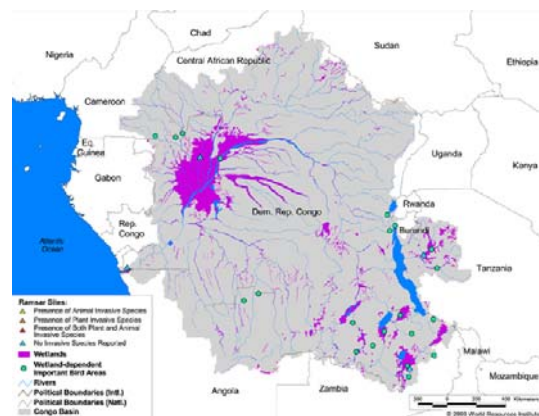 Chad
Sudan
Nigeria
Ethiopia
Central African Republic
Cameroon
Eq.
Guinea
Uganda
Kenya
Gabon
Rwanda
Rep.
Congo
Dem. Rep. Congo
Burundi
Atlantic
Ocean
Tanzania
Ramsar Sites:
Presence of Animal Invasive Species
Presence of Plant Invasive Species
Presence of Both Plant and Animal
Invasive Species
No Invasive Species Reported
Wetlands
Wetland-dependent
Important Bird Areas
Rivers
Political Boundaries (Intl.)
Political Boundaries (Natl.)
Congo Basin
Malawi
Angola
Zambia
Mozambique
400 Kilometers
© 2003 World Resources Institute